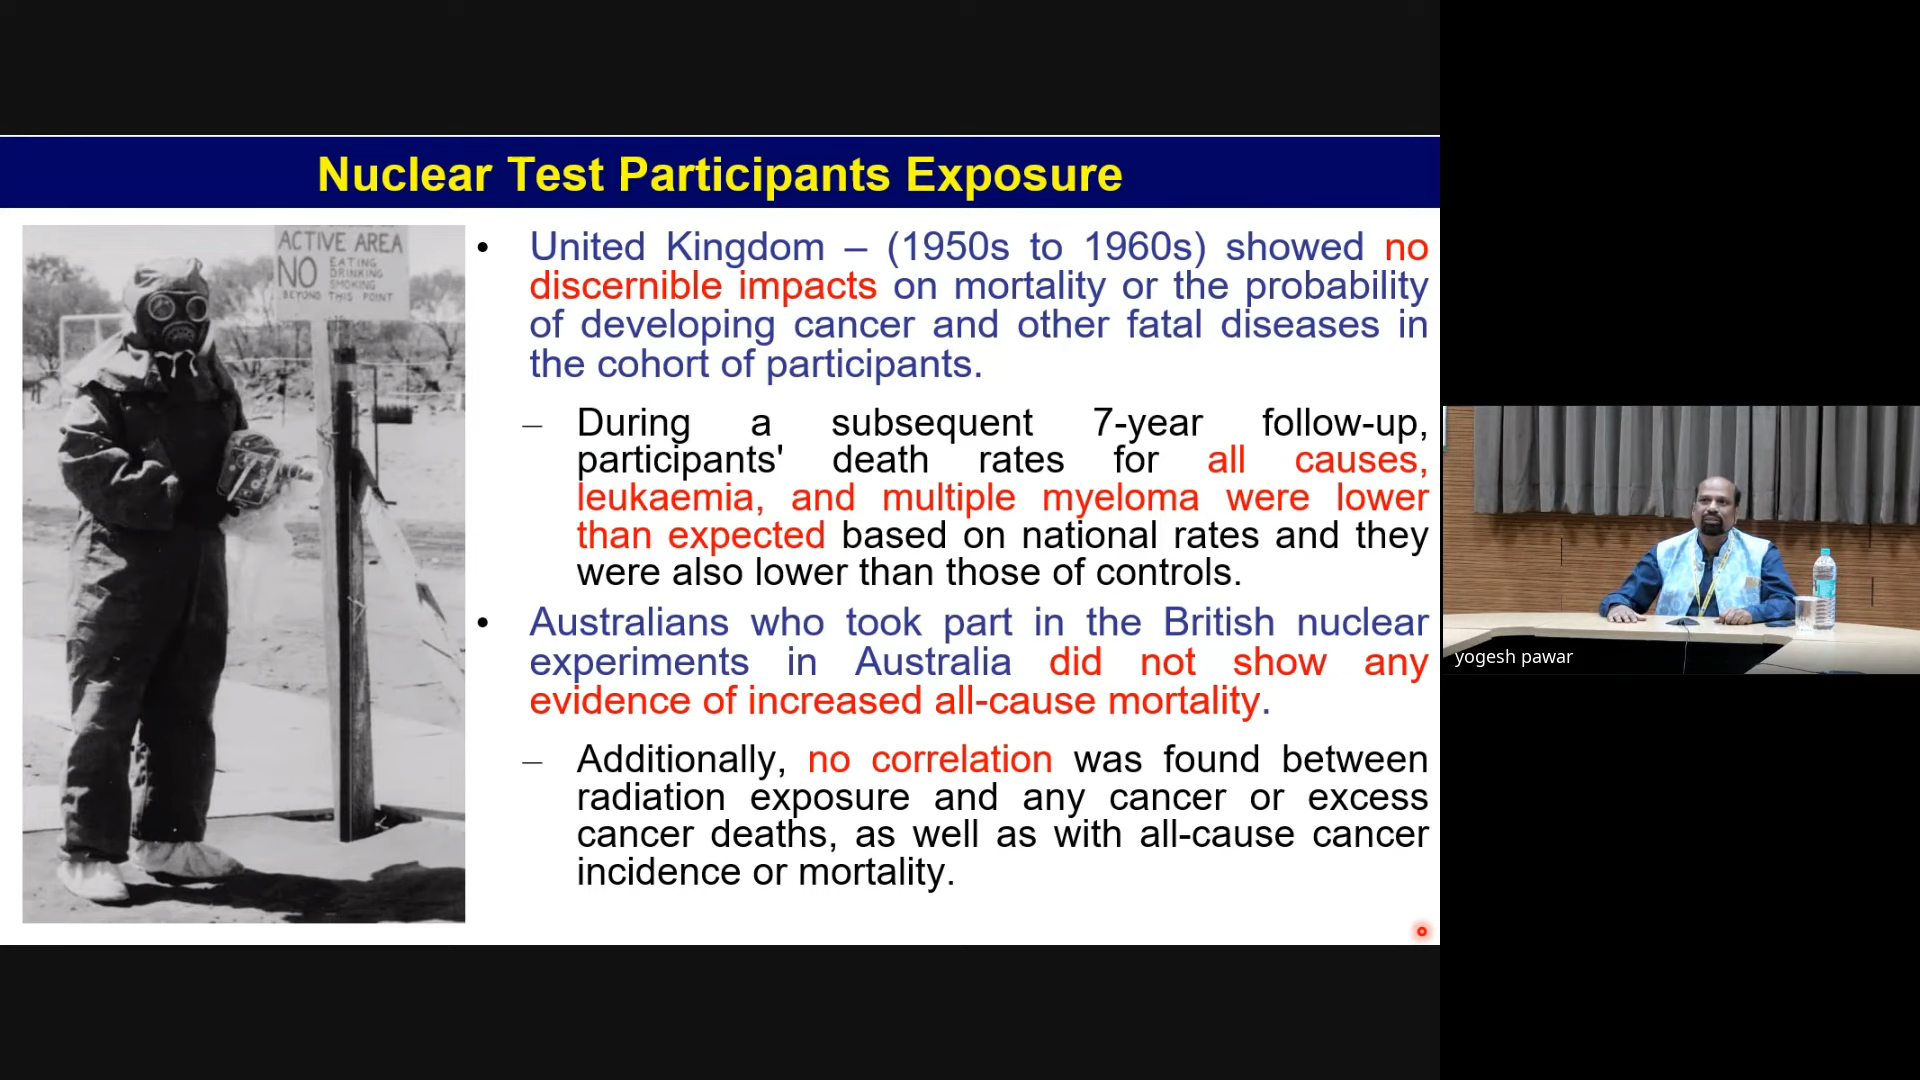 Nuclear Test Participants Exposure
ACTIVE AREA
NO EATING
DRINKING
SMOKING
BEYOND THIS POINT
• United Kingdom – (1950s to 1960s) showed no
discernible impacts on mortality or the probability
of developing cancer and other fatal diseases in
the cohort of participants.
– During a subsequent 7-year follow-up,
participants' death rates for all causes,
leukaemia, and multiple myeloma were lower
than expected based on national rates and they
were also lower than those of controls.
• Australians who took part in the British nuclear
experiments in Australia did not show any
evidence of increased all-cause mortality.
– Additionally, no correlation was found between
radiation exposure and any cancer or excess
cancer deaths, as well as with all-cause cancer
incidence or mortality.
yogesh pawar